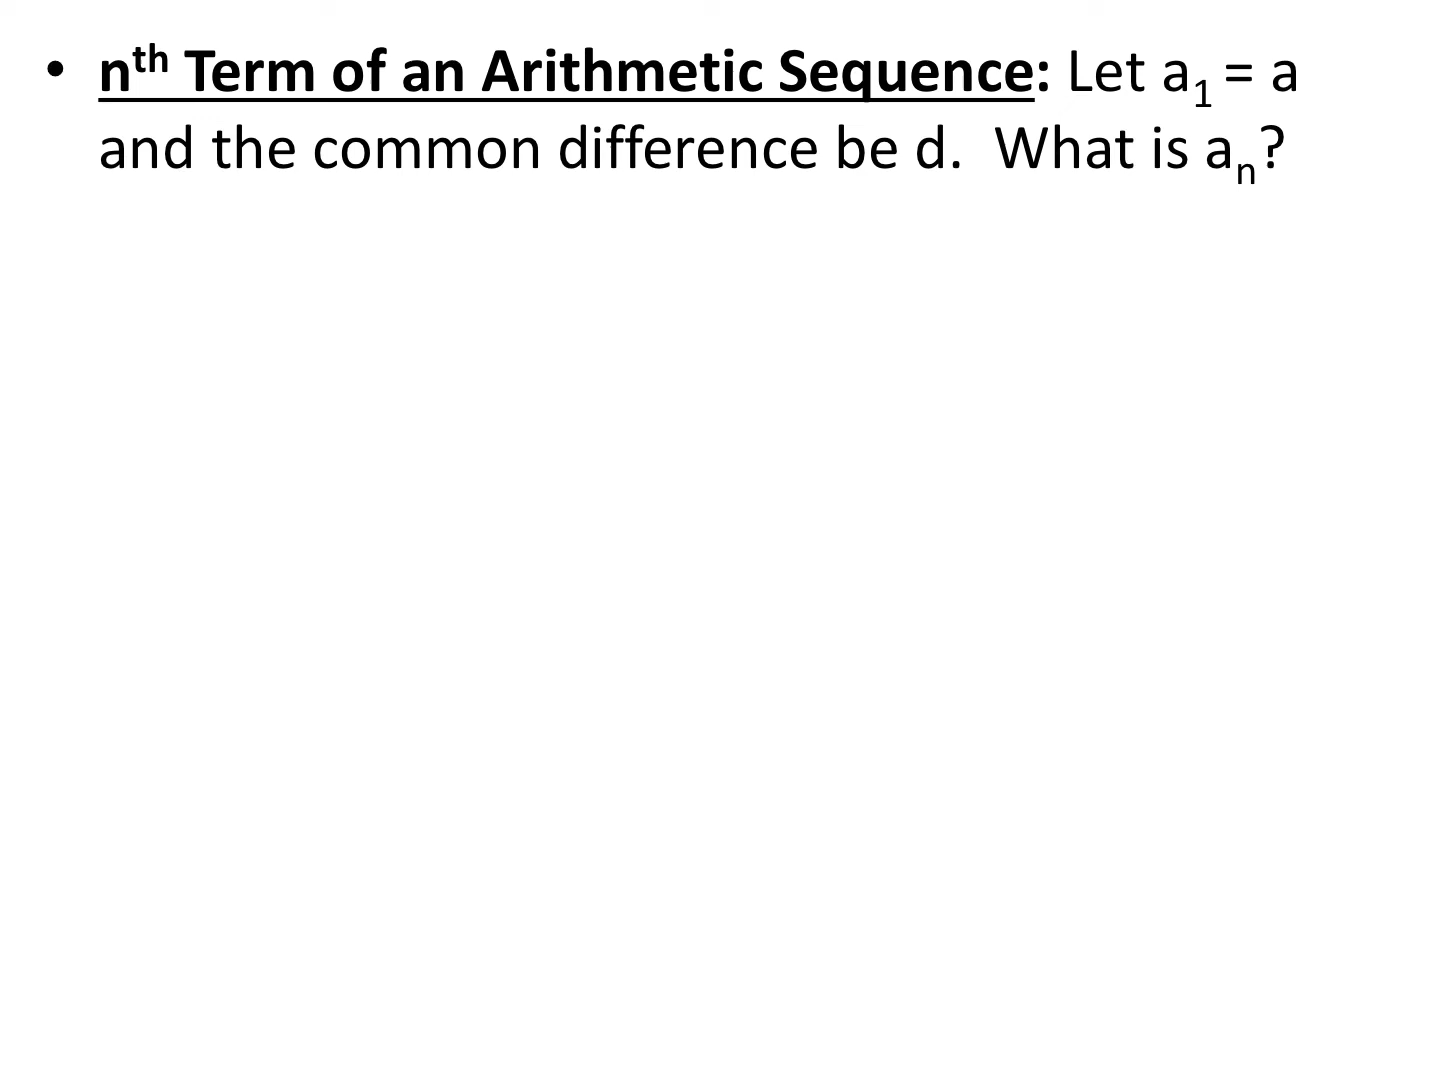 • nth Term of an Arithmetic Sequence: Let a1 = a
and the common difference be d. What is an?